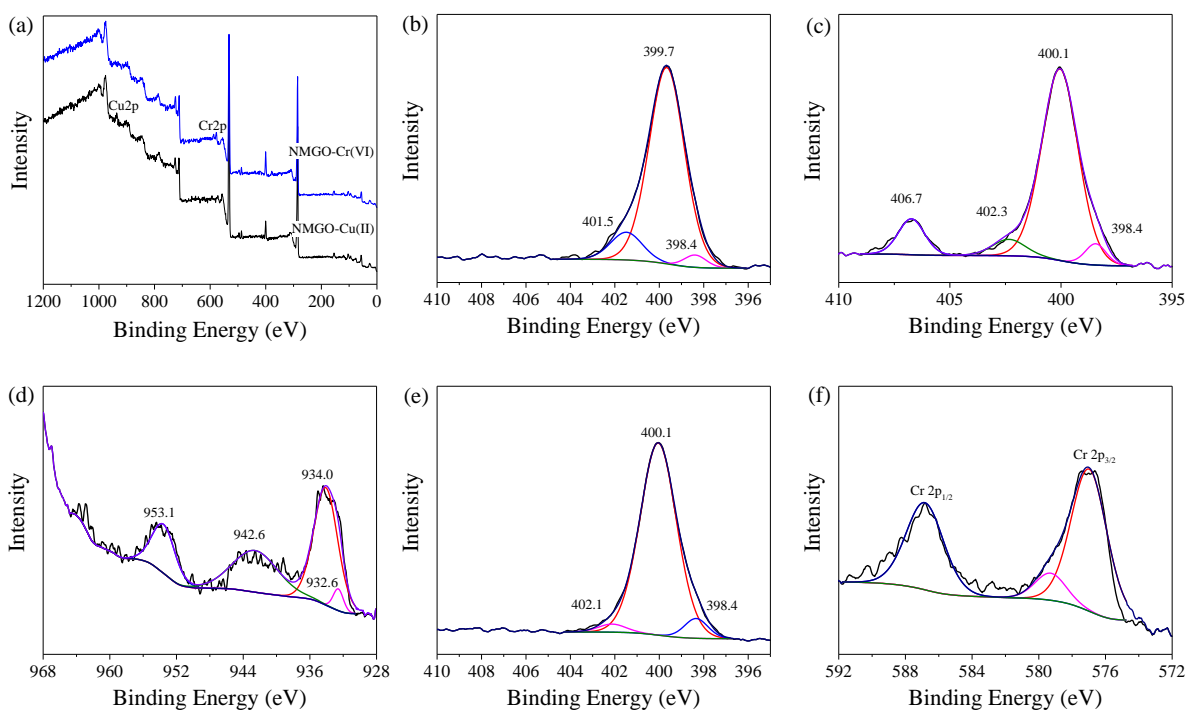 (a)
Cu2p
Cr2p
NMGO-Cr(VI)
NMGO-Cu(II)
Intensity
1200 1000 800 600 400 200 0
Binding Energy (eV)
(b)
399.7
401.5
398.4
Intensity
410 408 406 404 402 400 398 396
Binding Energy (eV)
(c)
400.1
406.7
402.3
398.4
Intensity
410 405 400 395
Binding Energy (eV)
(d)
934.0
953.1
942.6
932.6
Intensity
968 960 952 944 936 928
Binding Energy (eV)
(e)
400.1
402.1
398.4
Intensity
410 408 406 404 402 400 398 396
Binding Energy (eV)
(f)
Cr 2p3/2
Cr 2p1/2
Intensity
592 588 584 580 576 572
Binding Energy (eV)